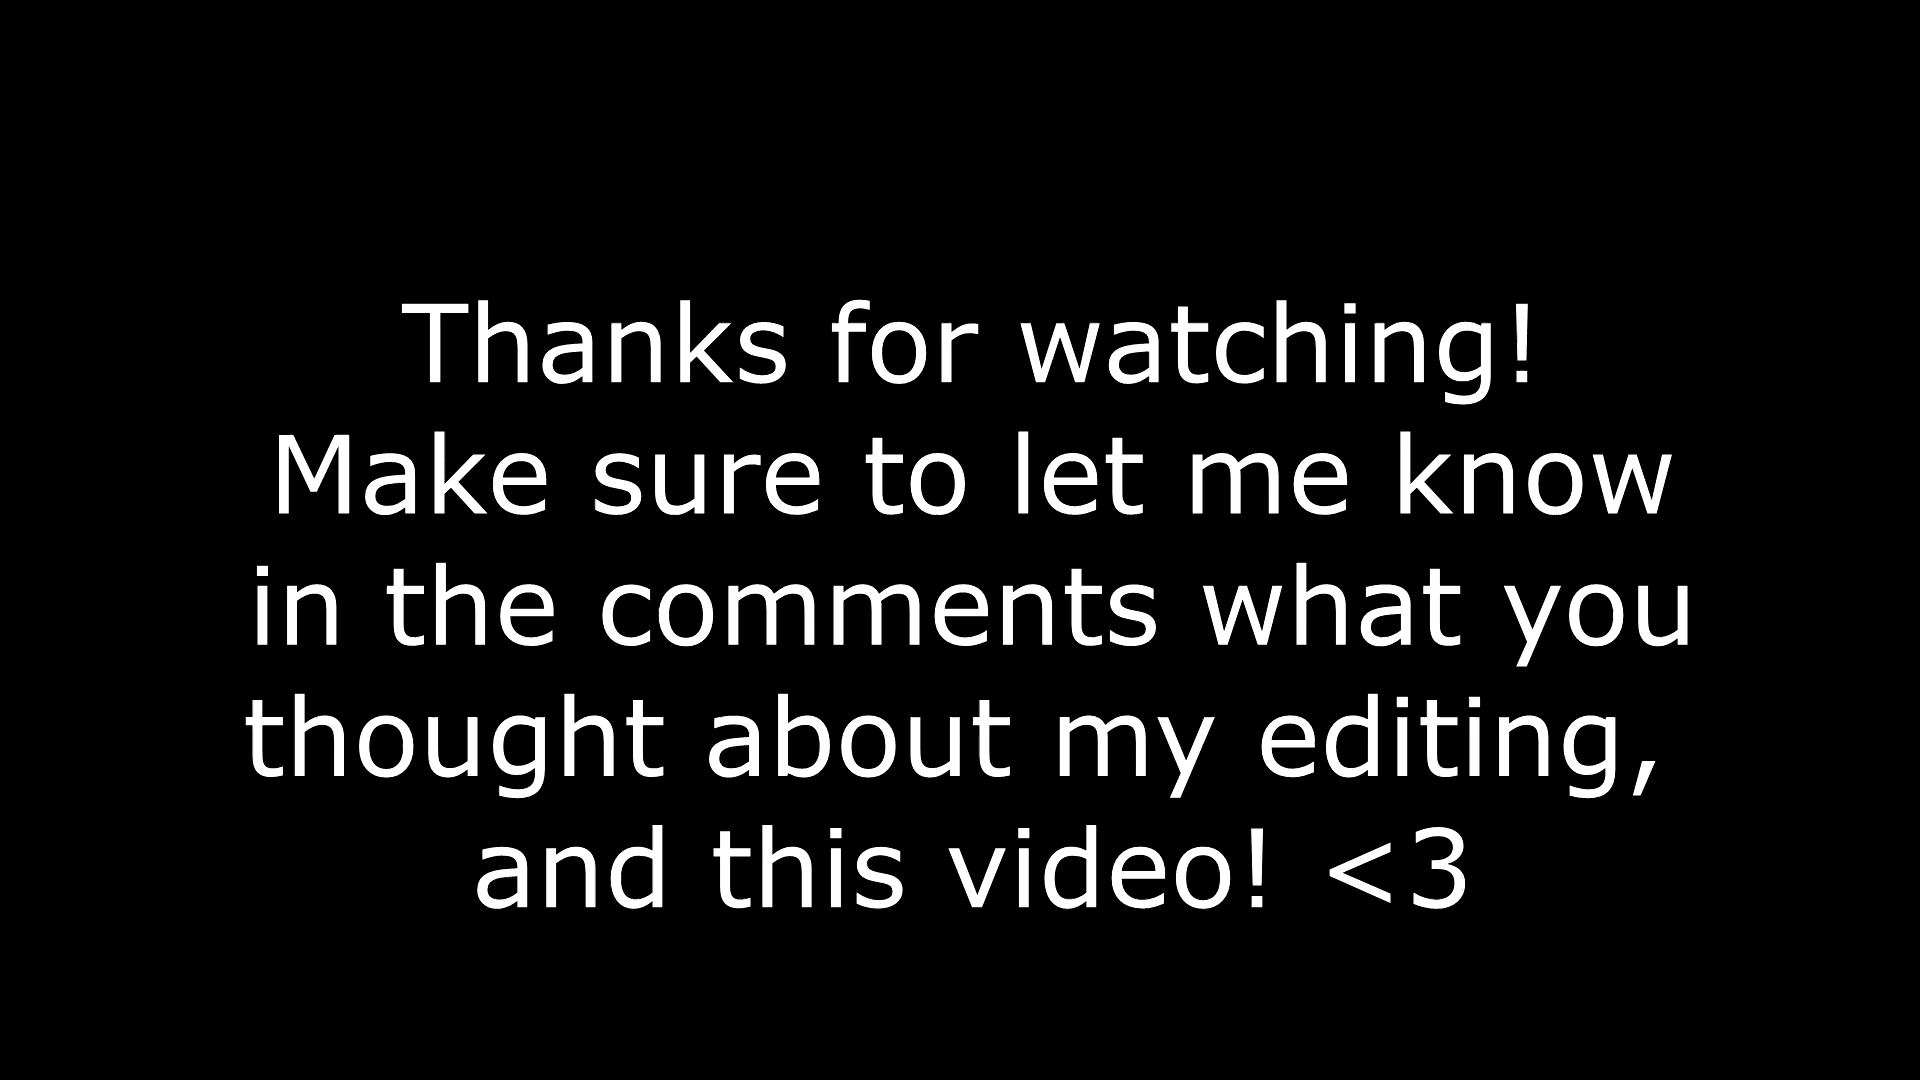 Thanks for watching!
Make sure to let me know
in the comments what you
thought about my editing,
and this video! <3